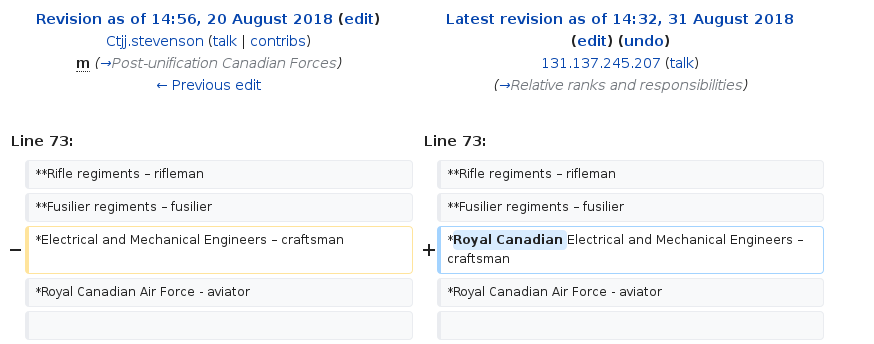 Revision as of 14:56, 20 August 2018 (edit)
Ctjj.stevenson (talk | contribs)
m (→Post-unification Canadian Forces)
← Previous edit
Latest revision as of 14:32, 31 August 2018
(edit) (undo)
131.137.245.207 (talk)
(→Relative ranks and responsibilities)
Line 73:
Line 73:
**Rifle regiments – rifleman
**Rifle regiments – rifleman
**Fusilier regiments – fusilier
**Fusilier regiments – fusilier
− *Electrical and Mechanical Engineers – craftsman
+ *Royal Canadian Electrical and Mechanical Engineers –
craftsman
*Royal Canadian Air Force - aviator
*Royal Canadian Air Force - aviator